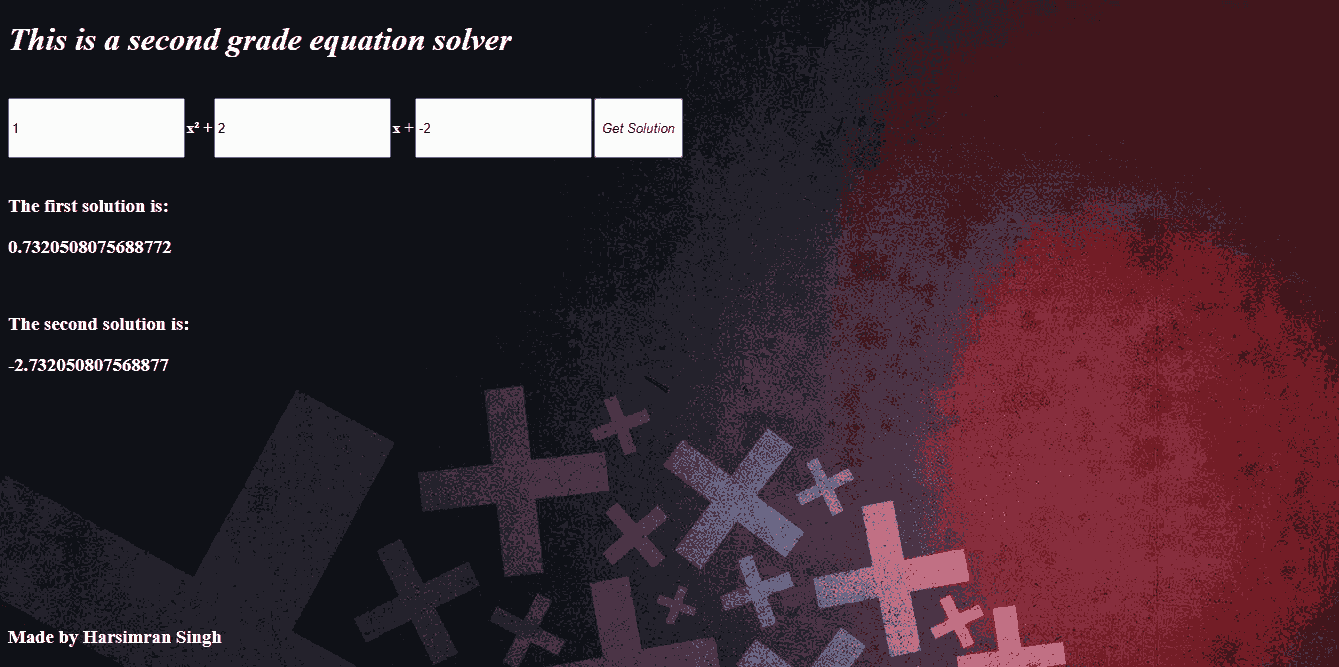 This is a second grade equation solver
1 x² + 2 x + -2 Get Solution
The first solution is:
0.7320508075688772
The second solution is:
-2.732050807568877
Made by Harsimran Singh